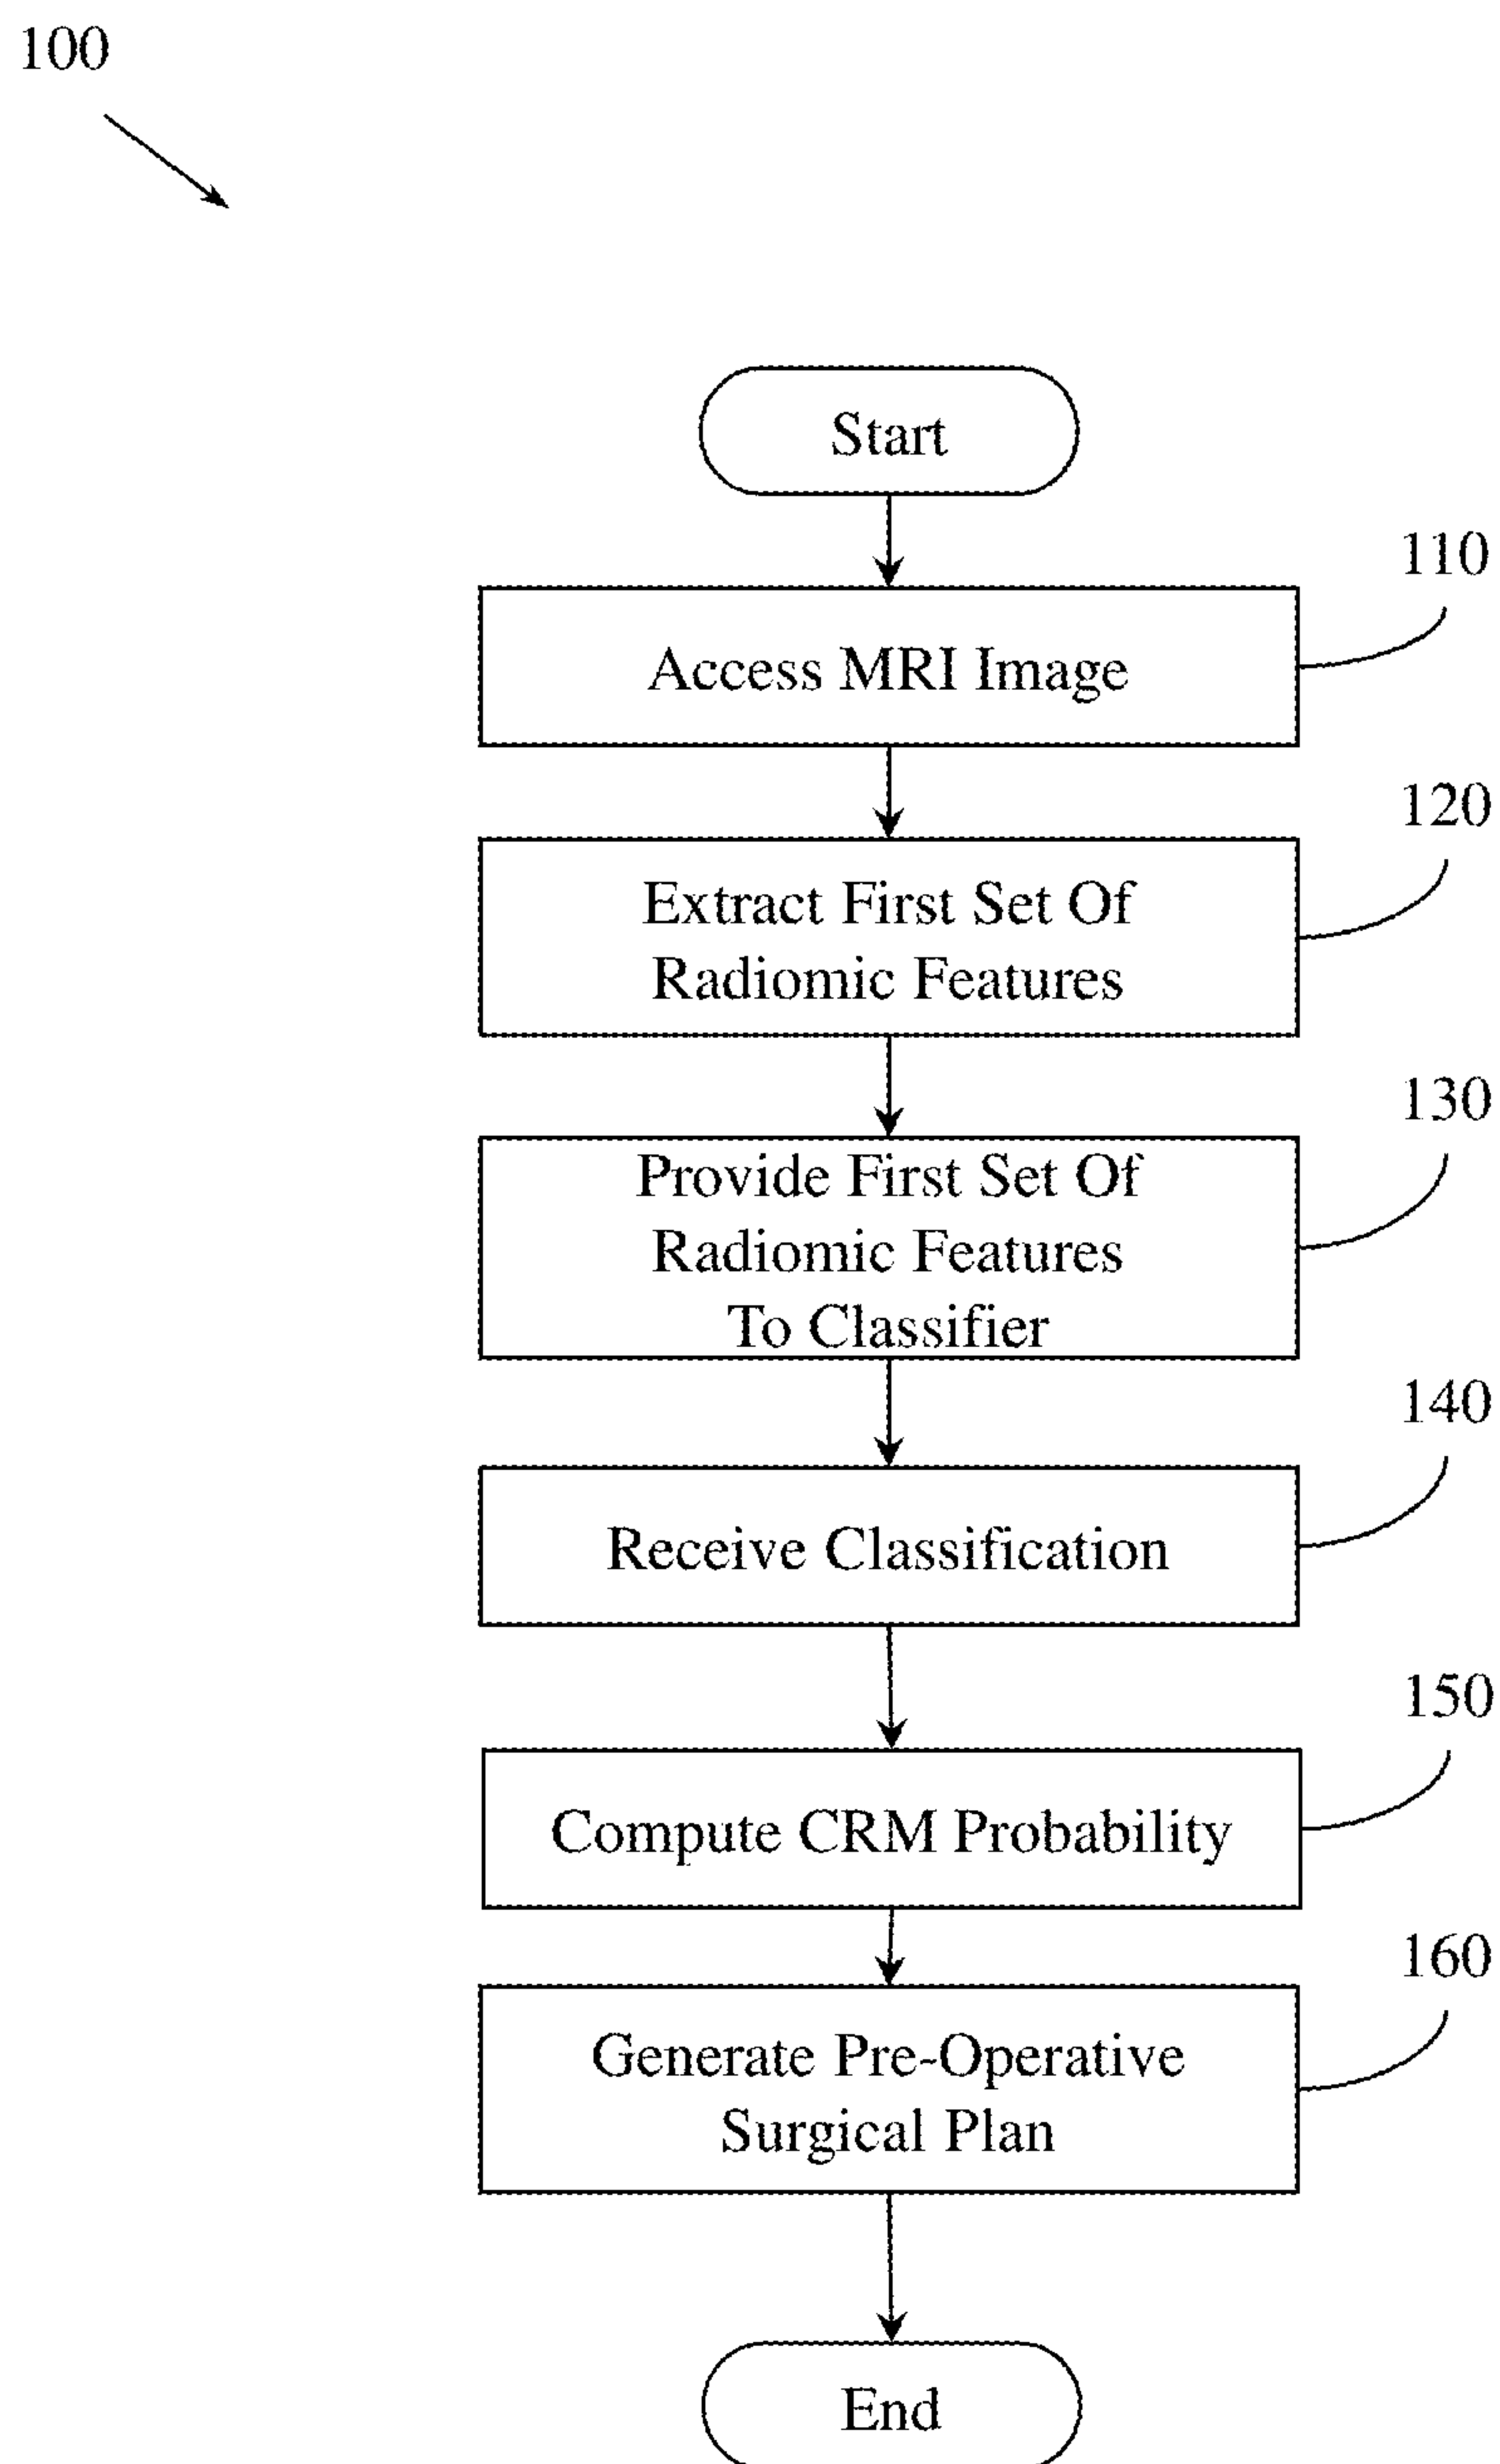 100
Start
110
Access MRI Image
120
Extract First Set Of
Radiomic Features
130
Provide First Set Of
Radiomic Features
To Classifier
140
Receive Classification
150
Compute CRM Probability
160
Generate Pre-Operative
Surgical Plan
End